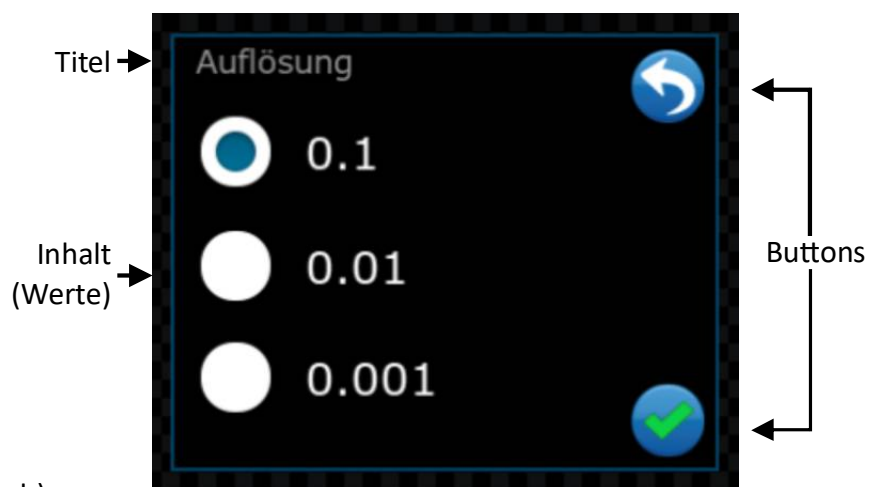 Titel
Auflösung
0.1
Inhalt
(Werte)
0.01
Buttons
0.001